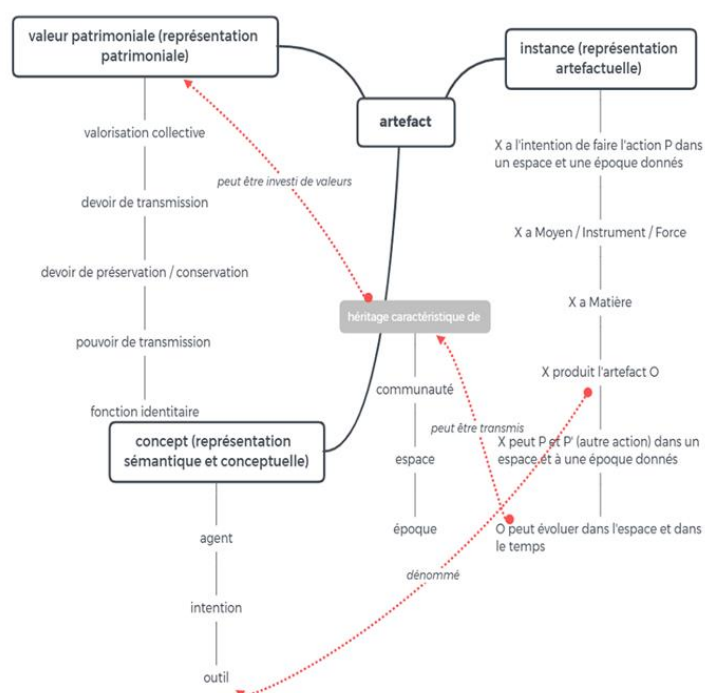 valeur patrimoniale (représentation
patrimoniale)
valorisation collective
devoir de transmission
devoir de préservation / conservation
pouvoir de transmission
fonction identitaire
artefact
instance (représentation
artefactuelle)
X a l'intention de faire l'action P dans
un espace et une époque donnés
X a Moyen / Instrument / Force
X a Matière
X produit l'artefact O
X peut P et P' (autre action) dans un
espace et à une époque donnés
O peut évoluer dans l'espace et dans
le temps
peut être investi de valeurs
héritage caractéristique de
communauté
espace
époque
peut être transmis
dénommé
concept (représentation
sémantique et conceptuelle)
agent
intention
outil